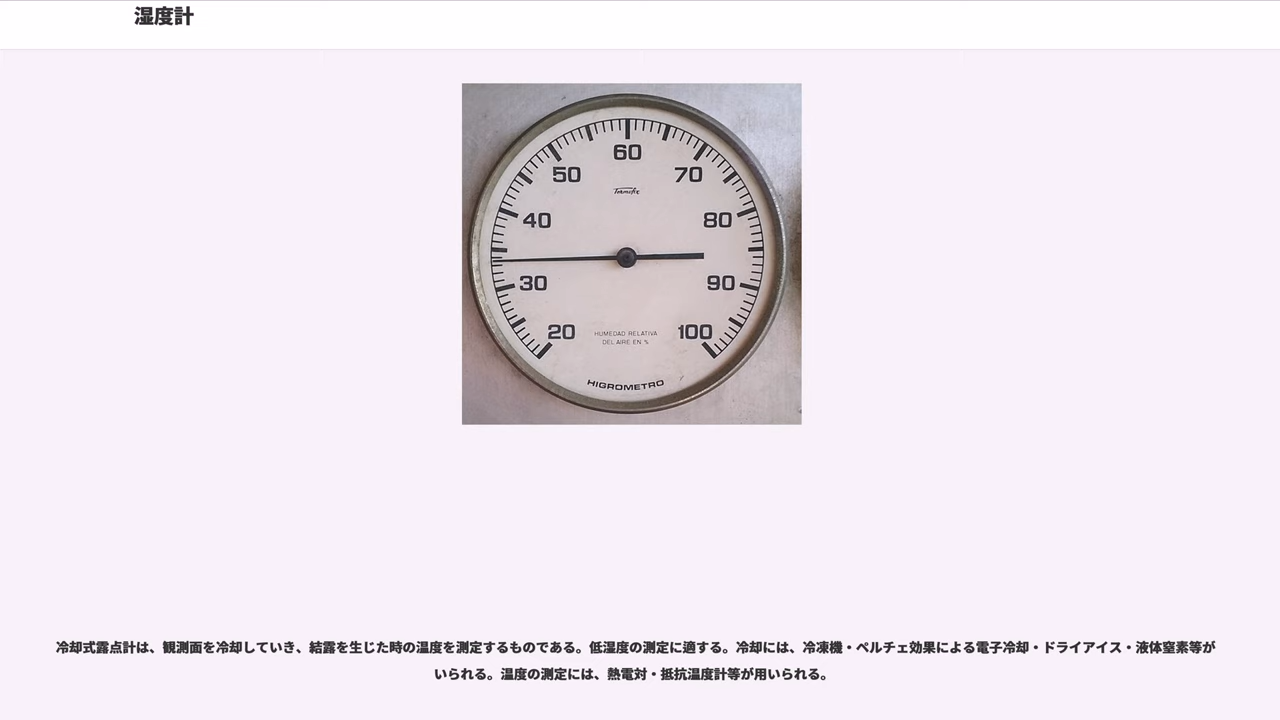 湿度計
60
50
70
Termofix
40
80
30
90
20
100
HUMEDAD RELATIVA
DEL AIRE EN %
HIGROMETRO
冷却式露点計は、観測面を冷却していき、結露を生じた時の温度を測定するものである。低湿度の測定に適する。冷却には、冷凍機・ペルチェ効果による電子冷却・ドライアイス・液体窒素等が
いられる。温度の測定には、熱電対・抵抗温度計等が用いられる。